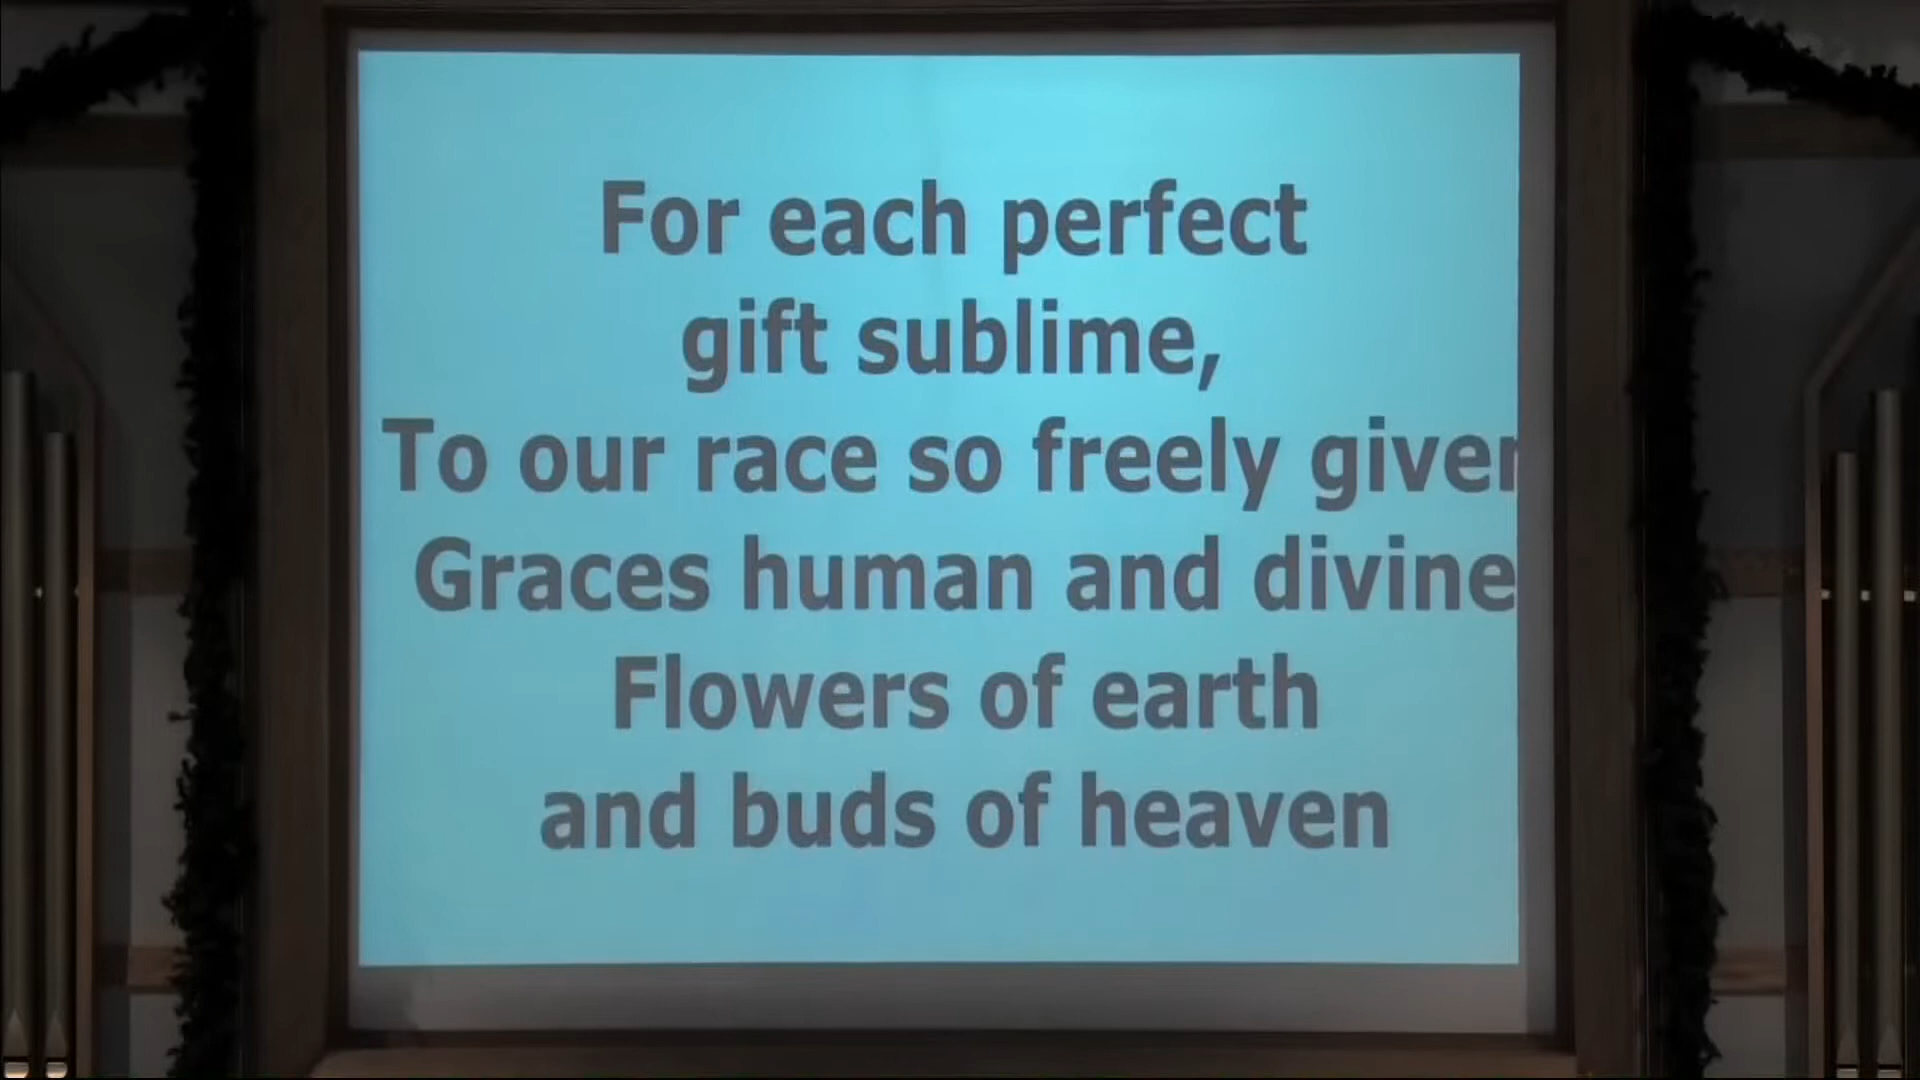 For each perfect
gift sublime,
To our race so freely given
Graces human and divine
Flowers of earth
and buds of heaven